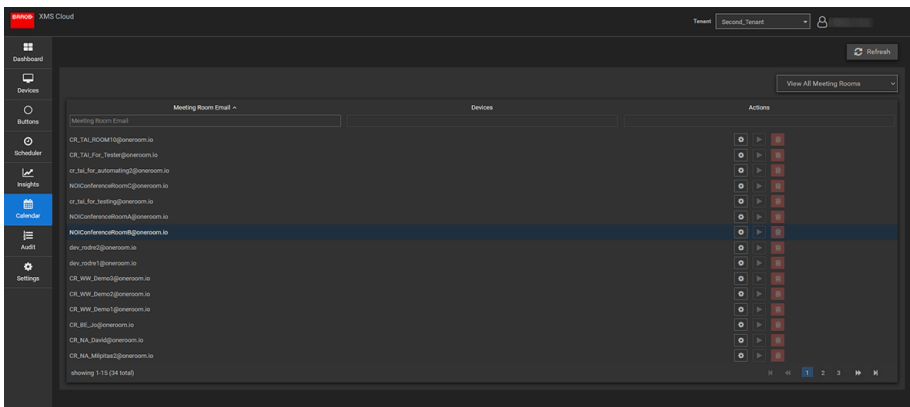 BARCO XMS Cloud
Tenant Second_Tenant
Refresh
Dashboard
Devices
Buttons
Scheduler
Insights
Calendar
Audit
Settings
View All Meeting Rooms
Meeting Room Email Devices Actions
Meeting Room Email
CR_TAI_ROOM10@oneroom.io
CR_TAI_For_Tester@oneroom.io
cr_tai_for_automating2@oneroom.io
NOIConferenceRoomC@oneroom.io
cr_tai_for_testing@oneroom.io
NOIConferenceRoomA@oneroom.io
NOIConferenceRoomB@oneroom.io
dev_rodre2@oneroom.io
dev_rodre1@oneroom.io
CR_WW_Demo3@oneroom.io
CR_WW_Demo2@oneroom.io
CR_WW_Demo1@oneroom.io
CR_BE_Jo@oneroom.io
CR_NA_David@oneroom.io
CR_NA_Milpitas2@oneroom.io
showing 1-15 (34 total) 1 2 3